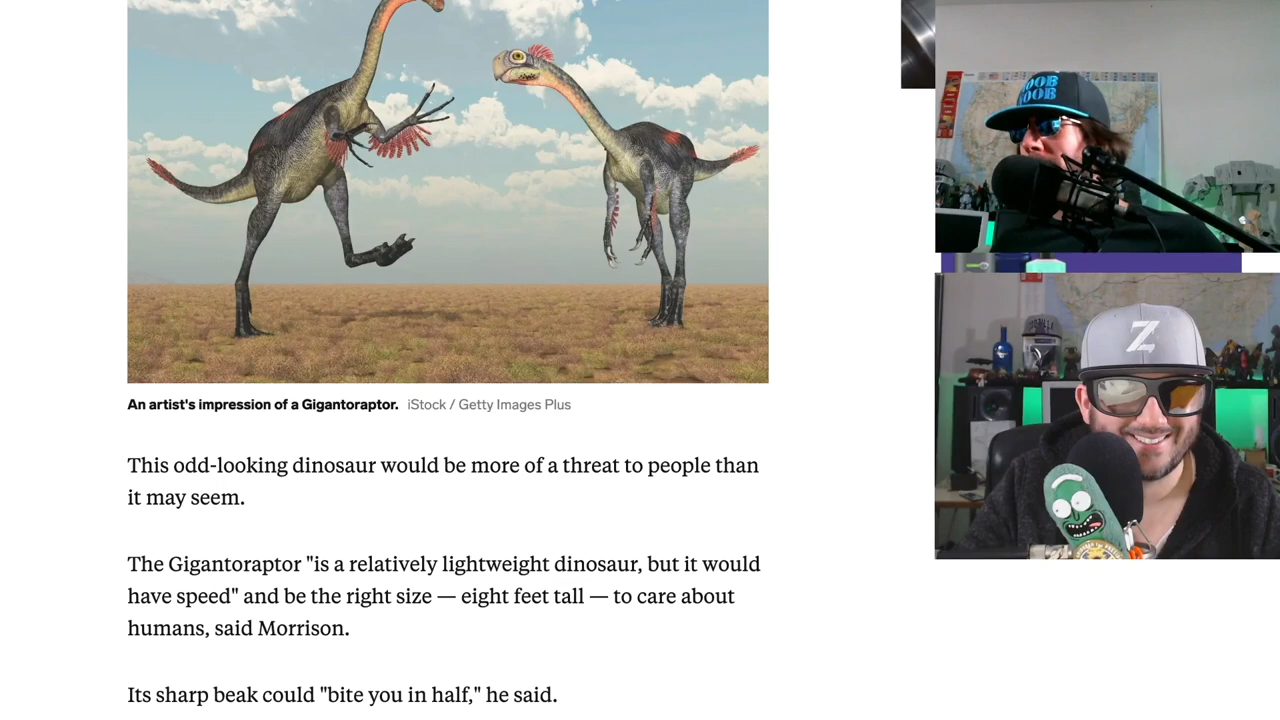 An artist's impression of a Gigantoraptor. iStock / Getty Images Plus
This odd-looking dinosaur would be more of a threat to people than
it may seem.
The Gigantoraptor "is a relatively lightweight dinosaur, but it would
have speed" and be the right size — eight feet tall — to care about
humans, said Morrison.
Its sharp beak could "bite you in half," he said.
OOB
OOB
Z